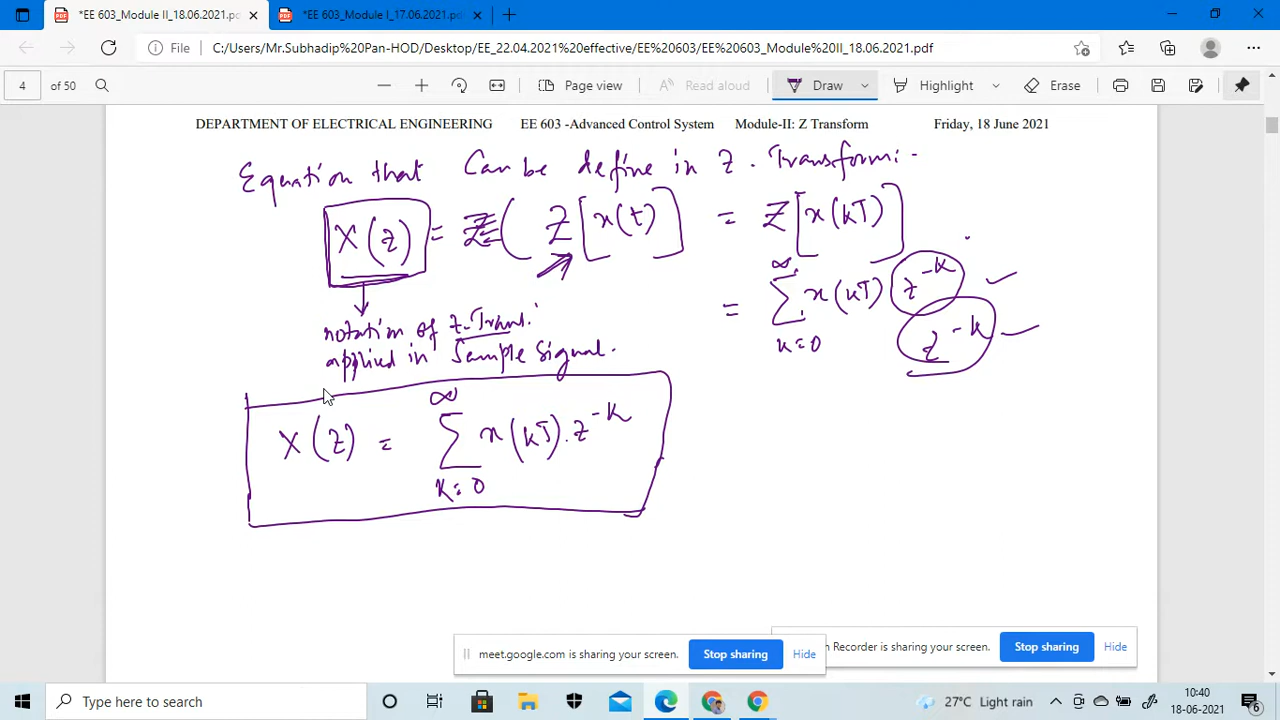 *EE 603_Module II_18.06.2021.pd
*EE 603_Module I_17.06.2021.pdf
File C:/Users/Mr.Subhadip%20Pan-HOD/Desktop/EE_22.04.2021%20effective/EE%20603/EE%20603_Module%20II_18.06.2021.pdf
4 of 50 Page view Read aloud Draw Highlight Erase
DEPARTMENT OF ELECTRICAL ENGINEERING EE 603 -Advanced Control System Module-II: Z Transform Friday, 18 June 2021
Equation that Can be define in Z. Transform:-
X(z) = Z[x(t)] = Z[x(kT)]
= ∞ Σ k=0 x(kT) z^-k
z^-k
notation of Z-Trans.
applied in Sample Signal.
X(z) = ∞ Σ k=0 x(kT).z^-k
meet.google.com is sharing your screen. Stop sharing Hide
Recorder is sharing your screen. Stop sharing Hide
Type here to search
27°C Light rain
10:40
18-06-2021
6